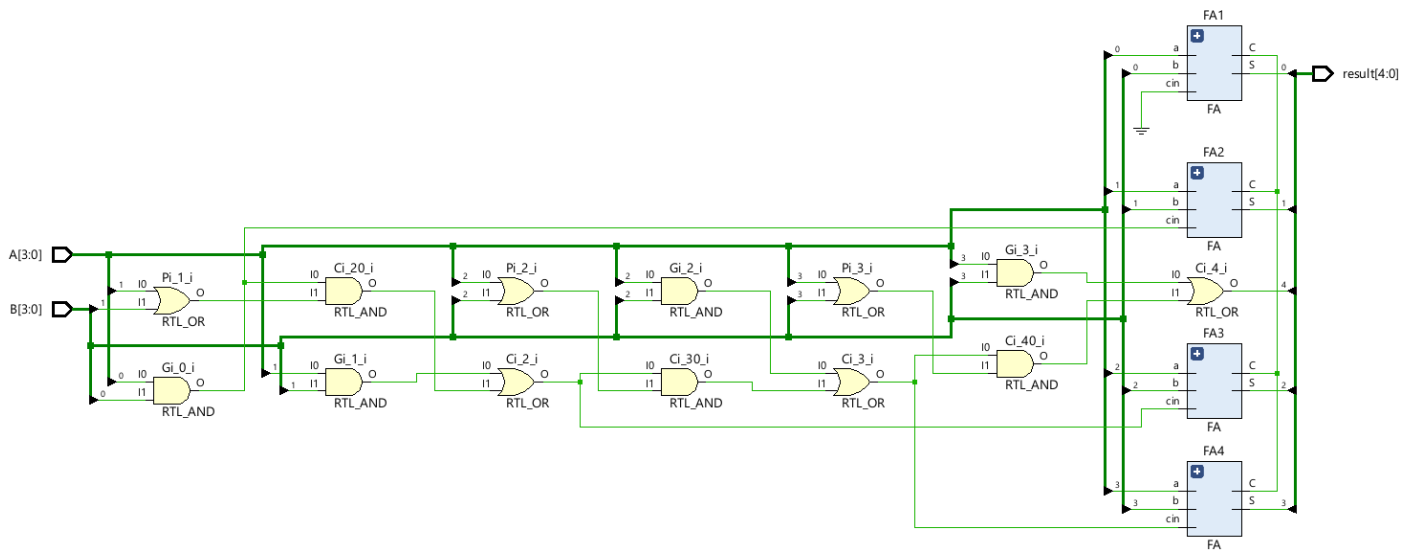 FA1
0 a C
0 b S 0 result[4:0]
cin
FA
FA2
1 a C
1 b S 1
cin
FA
A[3:0]
B[3:0]
Pi_1_i
1 I0 O
1 I1
RTL_OR
Gi_0_i
0 I0 O
0 I1
RTL_AND
Ci_20_i
I0 O
I1
RTL_AND
Gi_1_i
1 I0 O
1 I1
RTL_AND
Pi_2_i
2 I0 O
2 I1
RTL_OR
Ci_2_i
I0 O
I1
RTL_OR
Gi_2_i
2 I0 O
2 I1
RTL_AND
Ci_30_i
I0 O
I1
RTL_AND
Pi_3_i
3 I0 O
3 I1
RTL_OR
Ci_3_i
I0 O
I1
RTL_OR
Gi_3_i
3 I0 O
3 I1
RTL_AND
Ci_40_i
I0 O
I1
RTL_AND
Ci_4_i
I0 O 4
I1
RTL_OR
FA3
2 a C
2 b S 2
cin
FA
FA4
3 a C
3 b S 3
cin
FA